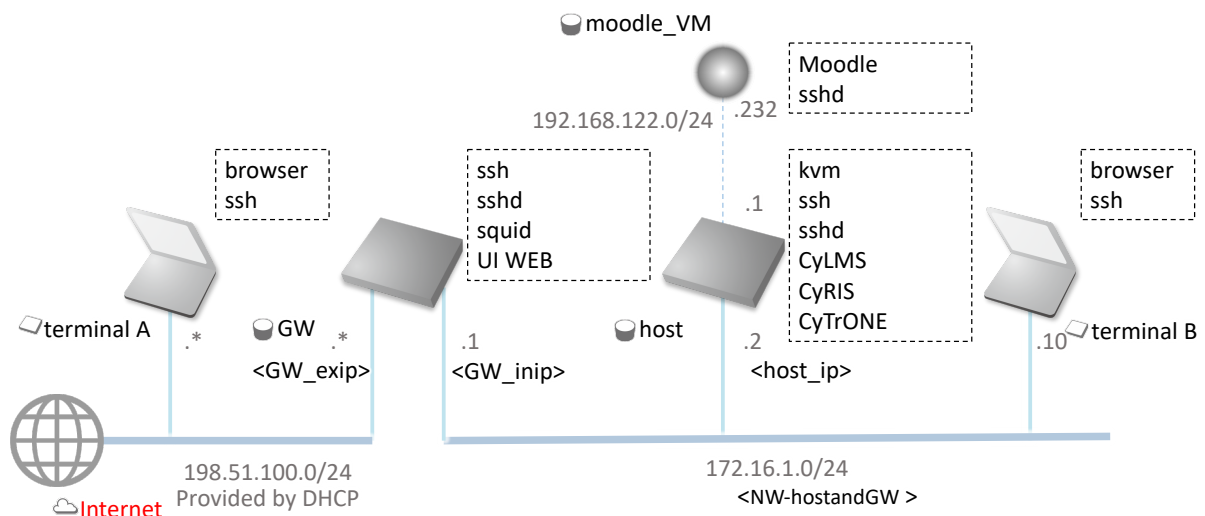 moodle_VM
Moodle
sshd
192.168.122.0/24
.232
browser
ssh
ssh
sshd
squid
UI WEB
.1
kvm
ssh
sshd
CyLMS
CyRIS
CyTrONE
browser
ssh
terminal A
.*
GW
.*
<GW_exip>
.1
<GW_inip>
host
.2
<host_ip>
.10
terminal B
198.51.100.0/24
Provided by DHCP
Internet
172.16.1.0/24
<NW-hostandGW >